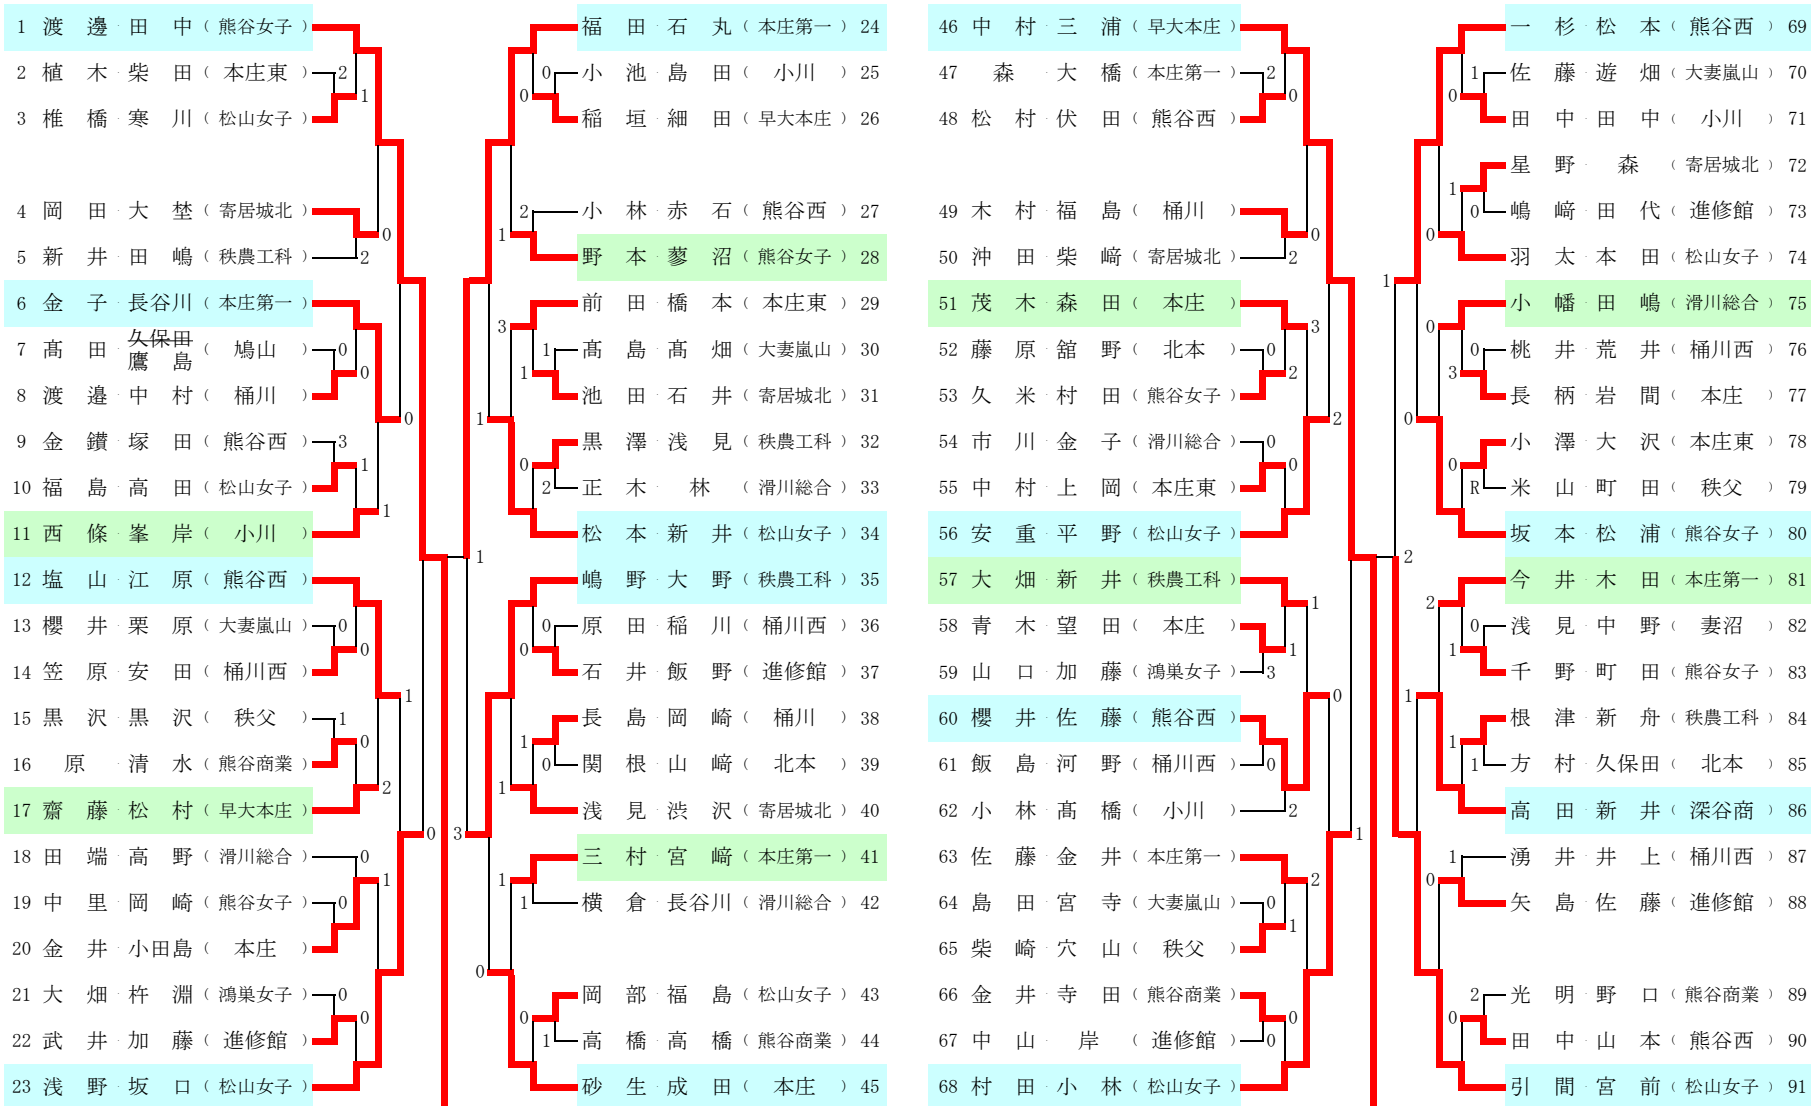 1 渡邊・田中（熊谷女子）
2 植木・柴田（本庄東）
3 椎橋・寒川（松山女子）
4 岡田・大埜（寄居城北）
5 新井・田嶋（秩農工科）
6 金子・長谷川（本庄第一）
7 髙田・久保田 鷹島（鳩山）
8 渡邉・中村（桶川）
9 金鑚・塚田（熊谷西）
10 福島・高田（松山女子）
11 西條・峯岸（小川）
12 塩山・江原（熊谷西）
13 櫻井・栗原（大妻嵐山）
14 笠原・安田（桶川西）
15 黒沢・黒沢（秩父）
16 原・清水（熊谷商業）
17 齋藤・松村（早大本庄）
18 田端・高野（滑川総合）
19 中里・岡崎（熊谷女子）
20 金井・小田島（本庄）
21 大畑・杵淵（鴻巣女子）
22 武井・加藤（進修館）
23 浅野・坂口（松山女子）
福田・石丸（本庄第一）24
小池・島田（小川）25
稲垣・細田（早大本庄）26
小林・赤石（熊谷西）27
野本・蓼沼（熊谷女子）28
前田・橋本（本庄東）29
髙島・髙畑（大妻嵐山）30
池田・石井（寄居城北）31
黒澤・浅見（秩農工科）32
正木・林（滑川総合）33
松本・新井（松山女子）34
嶋野・大野（秩農工科）35
原田・稲川（桶川西）36
石井・飯野（進修館）37
長島・岡崎（桶川）38
関根・山﨑（北本）39
浅見・渋沢（寄居城北）40
三村・宮﨑（本庄第一）41
横倉・長谷川（滑川総合）42
岡部・福島（松山女子）43
高橋・高橋（熊谷商業）44
砂生・成田（本庄）45
46 中村・三浦（早大本庄）
47 森・大橋（本庄第一）
48 松村・伏田（熊谷西）
49 木村・福島（桶川）
50 沖田・柴﨑（寄居城北）
51 茂木・森田（本庄）
52 藤原・舘野（北本）
53 久米・村田（熊谷女子）
54 市川・金子（滑川総合）
55 中村・上岡（本庄東）
56 安重・平野（松山女子）
57 大畑・新井（秩農工科）
58 青木・望田（本庄）
59 山口・加藤（鴻巣女子）
60 櫻井・佐藤（熊谷西）
61 飯島・河野（桶川西）
62 小林・髙橋（小川）
63 佐藤・金井（本庄第一）
64 島田・宮寺（大妻嵐山）
65 柴崎・穴山（秩父）
66 金井・寺田（熊谷商業）
67 中山・岸（進修館）
68 村田・小林（松山女子）
一杉・松本（熊谷西）69
佐藤・遊畑（大妻嵐山）70
田中・田中（小川）71
星野・森（寄居城北）72
嶋﨑・田代（進修館）73
羽太・本田（松山女子）74
小幡・田嶋（滑川総合）75
桃井・荒井（桶川西）76
長柄・岩間（本庄）77
小澤・大沢（本庄東）78
米山・町田（秩父）79
坂本・松浦（熊谷女子）80
今井・木田（本庄第一）81
浅見・中野（妻沼）82
千野・町田（熊谷女子）83
根津・新舟（秩農工科）84
方村・久保田（北本）85
高田・新井（深谷商）86
湧井・井上（桶川西）87
矢島・佐藤（進修館）88
光明・野口（熊谷商業）89
田中・山本（熊谷西）90
引間・宮前（松山女子）91